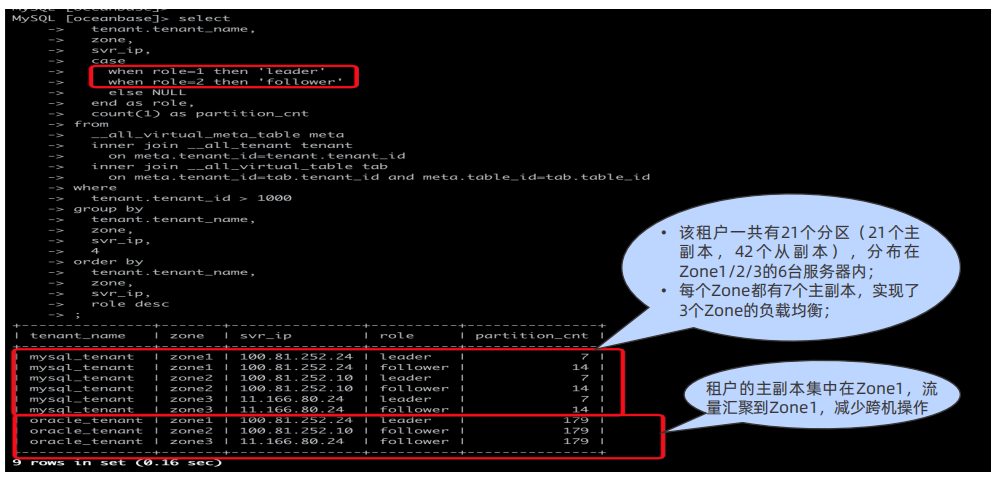 MySQL [oceanbase]> select
-> tenant.tenant_name,
-> zone,
-> svr_ip,
-> case
-> when role=1 then 'leader'
-> when role=2 then 'follower'
-> else NULL
-> end as role,
-> count(1) as partition_cnt
-> from
-> __all_virtual_meta_table meta
-> inner join __all_tenant tenant
-> on meta.tenant_id=tenant.tenant_id
-> inner join __all_virtual_table tab
-> on meta.tenant_id=tab.tenant_id and meta.table_id=tab.table_id
-> where
-> tenant.tenant_id > 1000
-> group by
-> tenant.tenant_name,
-> zone,
-> svr_ip,
-> 4
-> order by
-> tenant.tenant_name,
-> zone,
-> svr_ip,
-> role desc
-> ;
| tenant_name | zone | svr_ip | role | partition_cnt |
| mysql_tenant | zone1 | 100.81.252.24 | leader | 7 |
| mysql_tenant | zone1 | 100.81.252.24 | follower | 14 |
| mysql_tenant | zone2 | 100.81.252.10 | leader | 7 |
| mysql_tenant | zone2 | 100.81.252.10 | follower | 14 |
| mysql_tenant | zone3 | 11.166.80.24 | leader | 7 |
| mysql_tenant | zone3 | 11.166.80.24 | follower | 14 |
| oracle_tenant | zone1 | 100.81.252.24 | leader | 179 |
| oracle_tenant | zone2 | 100.81.252.10 | follower | 179 |
| oracle_tenant | zone3 | 11.166.80.24 | follower | 179 |
9 rows in set (0.16 sec)
• 该租户一共有21个分区（21个主
副本，42个从副本），分布在
Zone1/2/3的6台服务器内；
• 每个Zone都有7个主副本，实现了
3个Zone的负载均衡；
租户的主副本集中在Zone1，流
量汇聚到Zone1，减少跨机操作